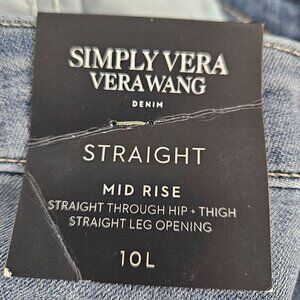 SIMPLY VERA
VERA WANG
DENIM
STRAIGHT
MID RISE
STRAIGHT THROUGH HIP + THIGH
STRAIGHT LEG OPENING
10L